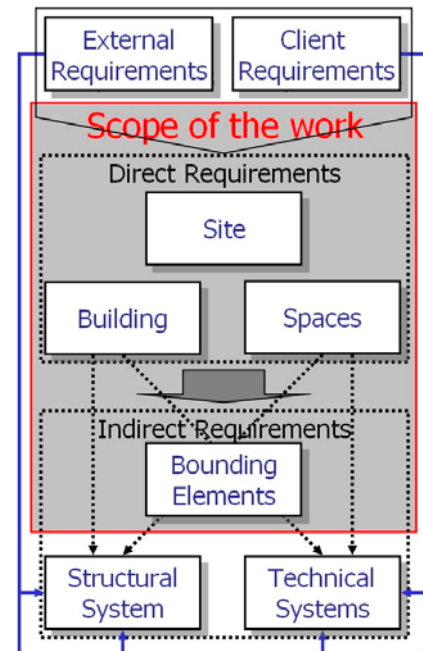 External
Requirements
Client
Requirements
Scope of the work
Direct Requirements
Site
Building
Spaces
Indirect Requirements
Bounding
Elements
Structural
System
Technical
Systems